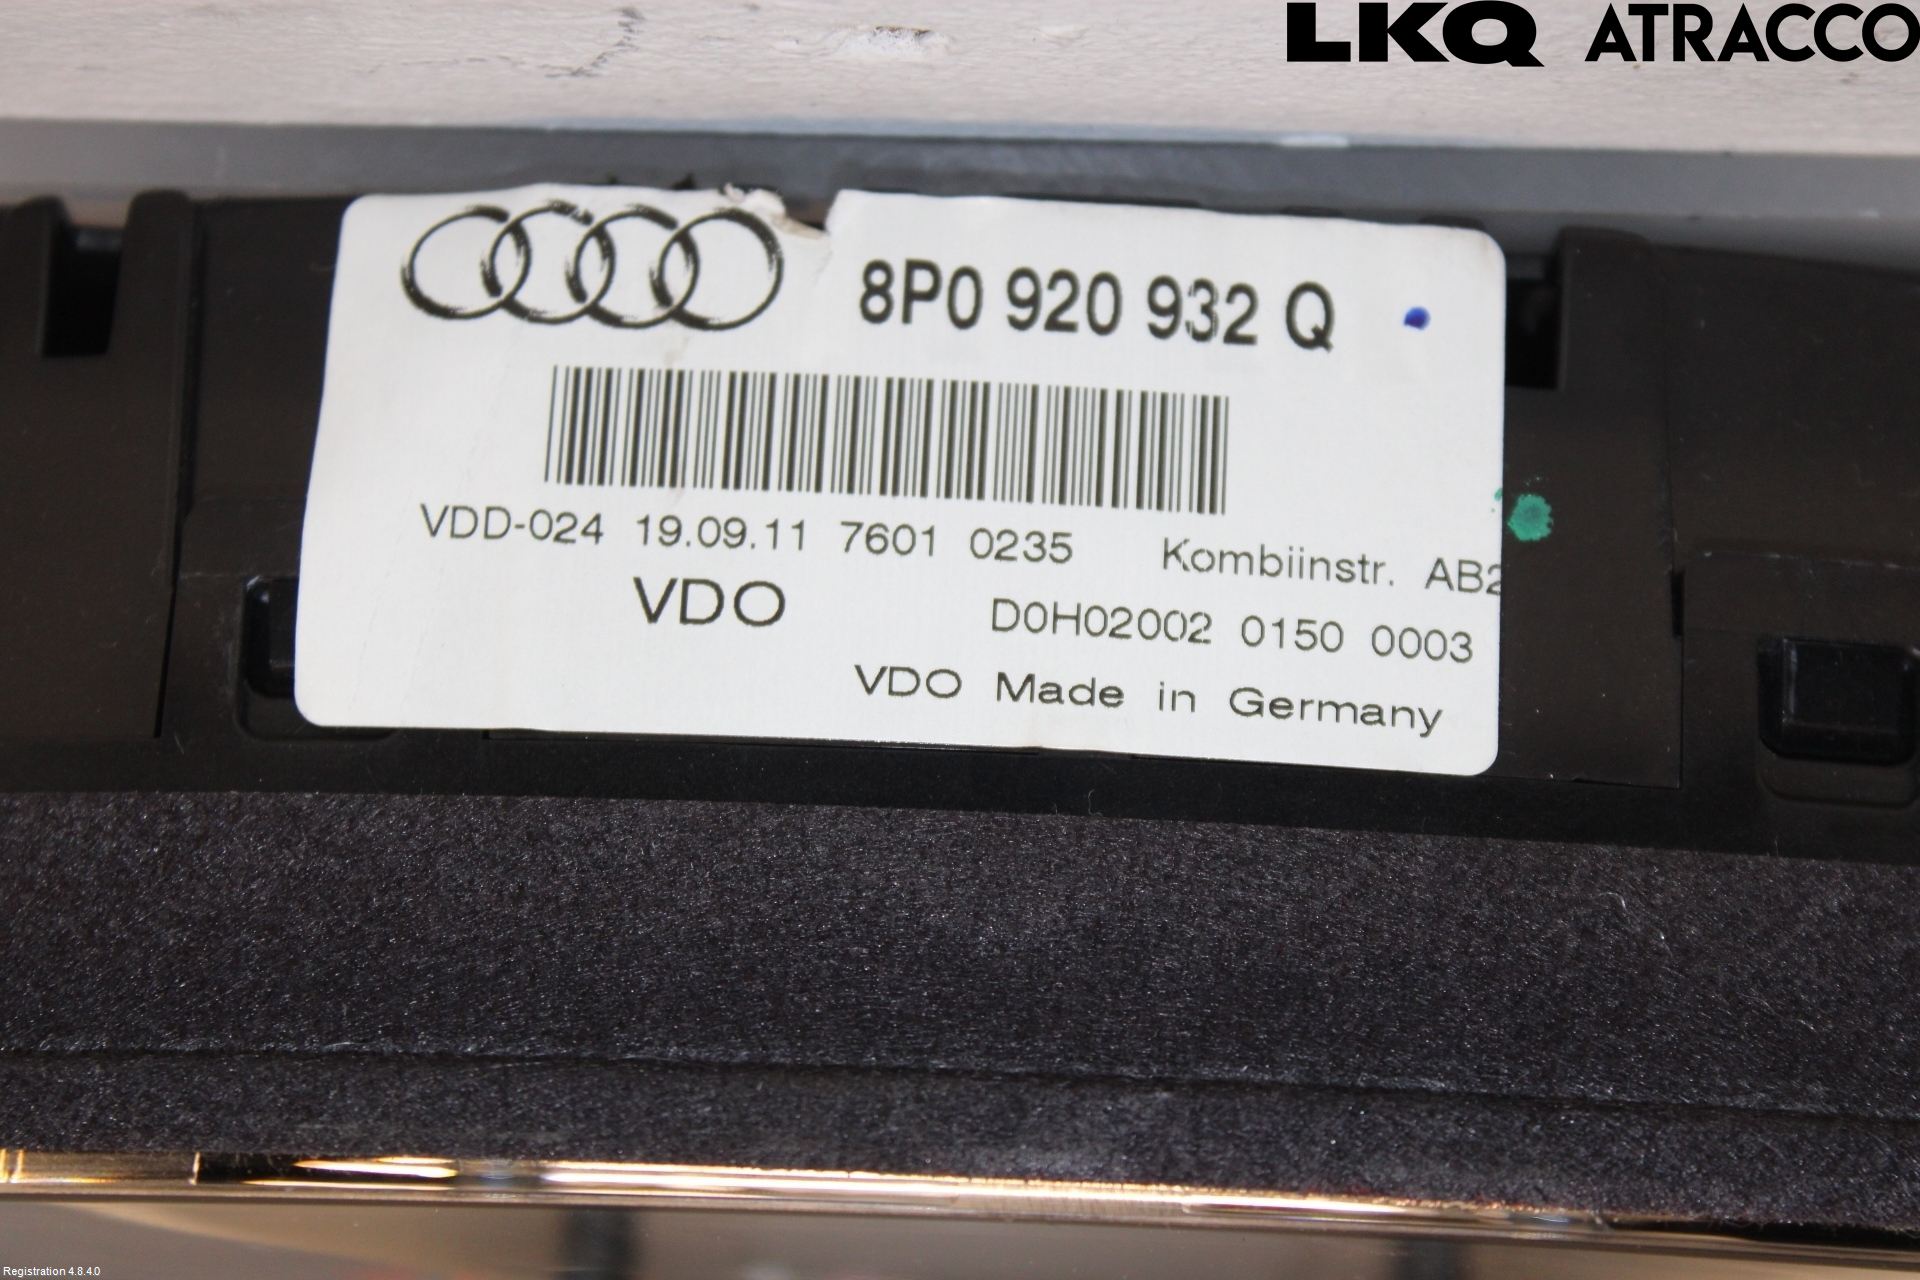 LKQ ATRACCO
8P0 920 932 Q
VDD-024 19.09.11 7601 0235 Kombiinstr. AB2
VDO D0H02002 0150 0003
VDO Made in Germany
Registration 4.8.4.0